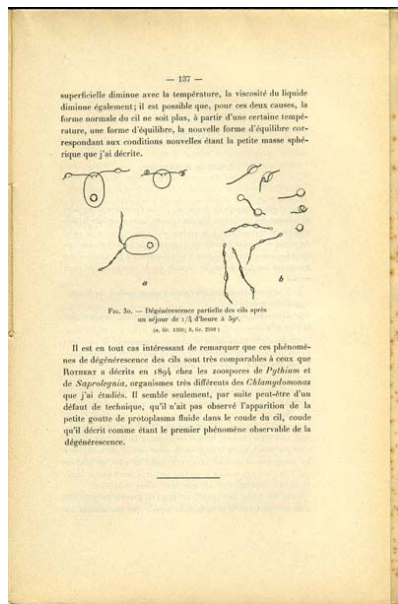 — 137 —
superficielle diminue avec la température, la viscosité du liquide
diminue également; il est possible que, pour ces deux causes, la
forme normale du cil ne soit plus, à partir d'une certaine tempé-
rature, une forme d'équilibre, la nouvelle forme d'équilibre cor-
respondant aux conditions nouvelles étant la petite masse sphé-
rique que j'ai décrite.
a
b
Fig. 30. — Dégénérescence partielle des cils après
un séjour de 1/4 d'heure à 39°.
Il est en tout cas intéressant de remarquer que ces phénomè-
nes de dégénérescence des cils sont très comparables à ceux que
Rothert a décrits en 1894 chez les zoospores de Pythium et
de Saprolegnia, organismes très différents des Chlamydomonas
que j'ai étudiés. Il semble seulement, par suite peut-être d'un
défaut de technique, qu'il n'ait pas observé l'apparition de la
petite goutte de protoplasma fluide dans le coude du cil, coude
qu'il décrit comme étant le premier phénomène observable de la
dégénérescence.